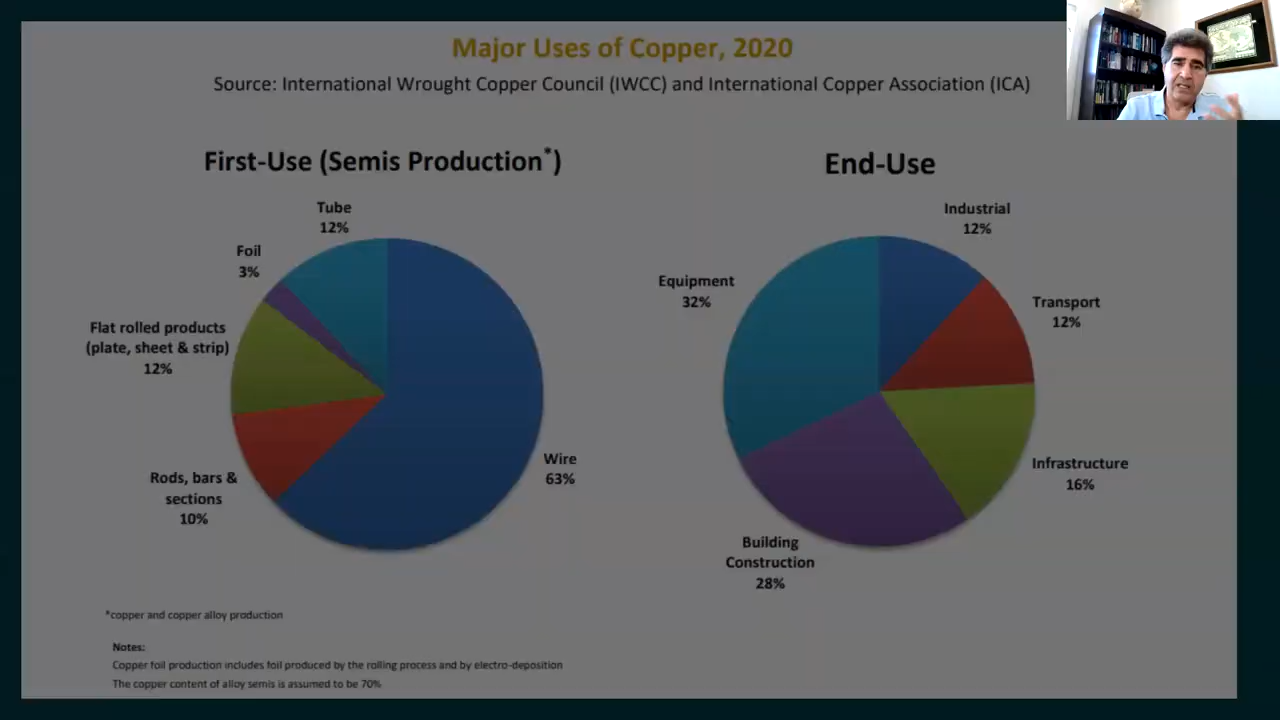 Major Uses of Copper, 2020
Source: International Wrought Copper Council (IWCC) and International Copper Association (ICA)
First-Use (Semis Production*)
Tube
12%
Foil
3%
Flat rolled products
(plate, sheet & strip)
12%
Rods, bars &
sections
10%
Wire
63%
End-Use
Industrial
12%
Equipment
32%
Transport
12%
Infrastructure
16%
Building
Construction
28%
*copper and copper alloy production
Notes:
Copper foil production includes foil produced by the rolling process and by electro-deposition
The copper content of alloy semis is assumed to be 70%